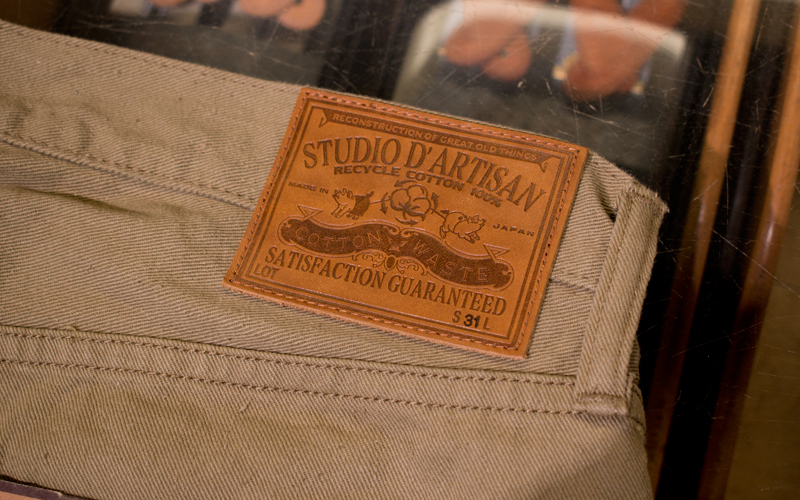 RECONSTRUCTION OF GREAT OLD THINGS
STUDIO D'ARTISAN
RECYCLE COTTON 100%
MADE IN JAPAN
COTTON WASTE
SATISFACTION GUARANTEED
LOT S 31 L